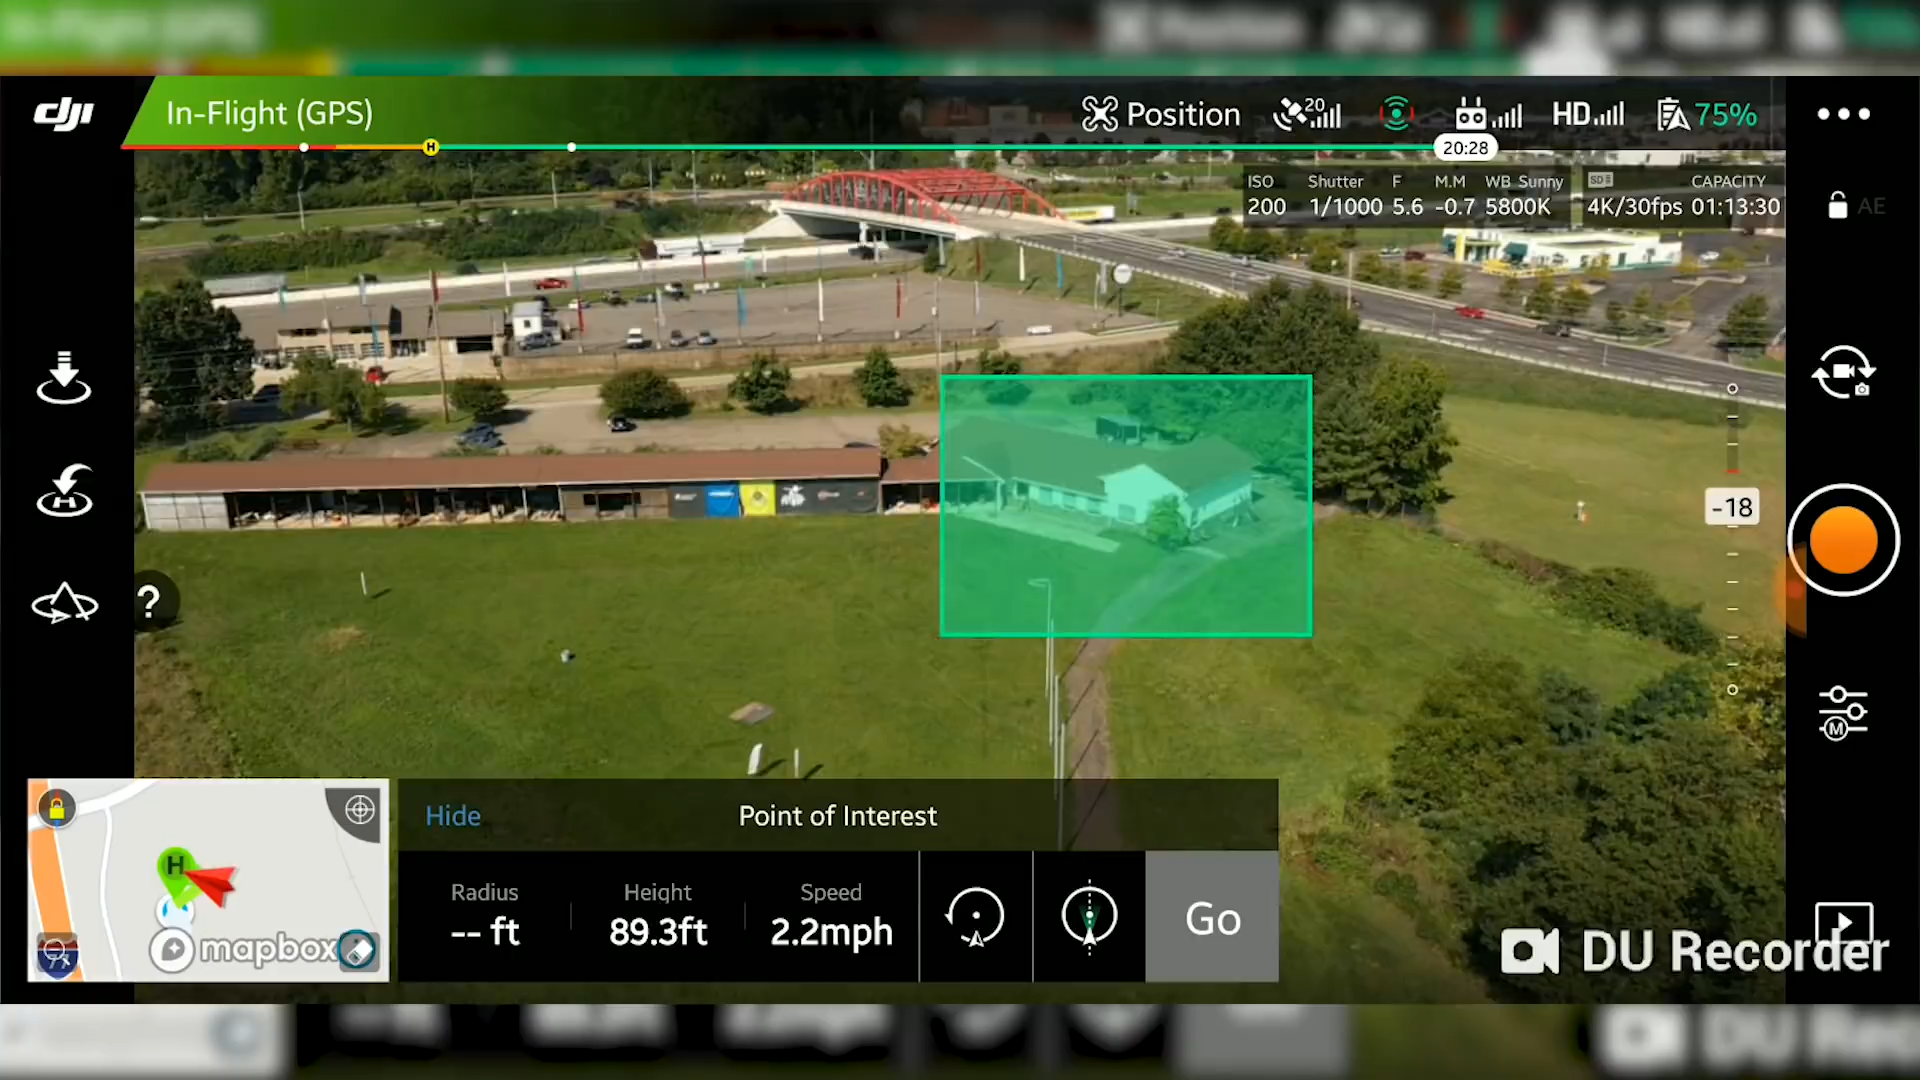 dji
In-Flight (GPS)
Position
20
HD
75%
H
20:28
ISO
200
Shutter
1/1000
F
5.6
M.M
-0.7
WB Sunny
5800K
SD
4K/30fps
CAPACITY
01:13:30
AE
H
?
-18
M
H
77
mapbox
Hide
Point of Interest
Radius
-- ft
Height
89.3ft
Speed
2.2mph
Go
DU Recorder